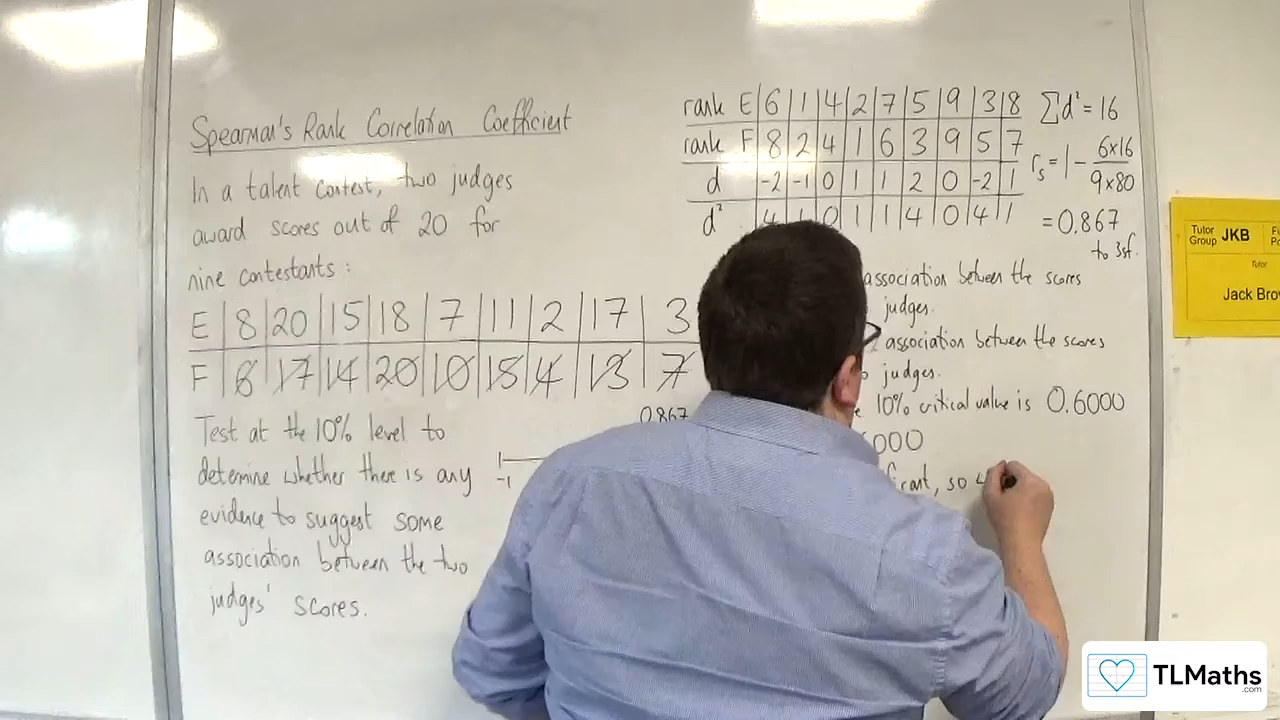 Spearman's Rank Correlation Coefficient
In a talent contest, two judges
award scores out of 20 for
nine contestants :
E 8 20 15 18 7 11 2 17 3
F 8 17 14 20 10 15 4 13 7
Test at the 10% level to
determine whether there is any
evidence to suggest some
association between the two
judges' scores.
-1
0.867
rank E 6 1 4 2 7 5 9 3 8
rank F 8 2 4 1 6 3 9 5 7
d -2 -1 0 1 1 2 0 -2 1
d² 4 1 0 1 1 4 0 4 1
∑d² = 16
rₛ = 1 - 6×16
9×80
= 0.867
to 3sf.
association between the scores
judges.
association between the scores
judges.
10% critical value is 0.6000
000
so
Tutor Group JKB
Tutor
Jack Bro
TLMaths
.com